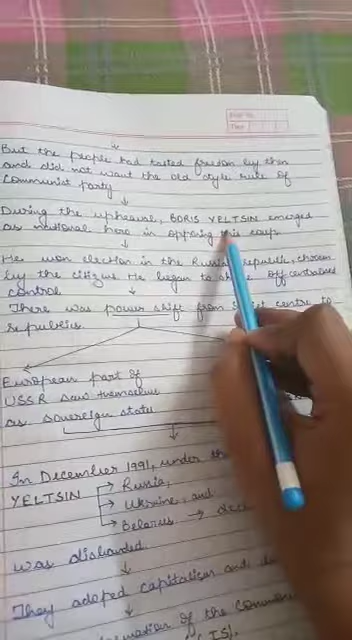 But the people had tasted freedom by then
and did not want the old style rule of
Communist party
During the upheaval, BORIS YELTSIN emerged
as national hero in opposing this coup.
He won election in the Russian Republic, chosen
by the citizens. He began to shake off centralised
control
There was power shift from Soviet centre to
republics
European part of
USSR saw themselves
as sovereign state
In December 1991, under the
YELTSIN
Russia,
Ukraine, and
Belarus
was disbanded
They adopted capitalism and
of the